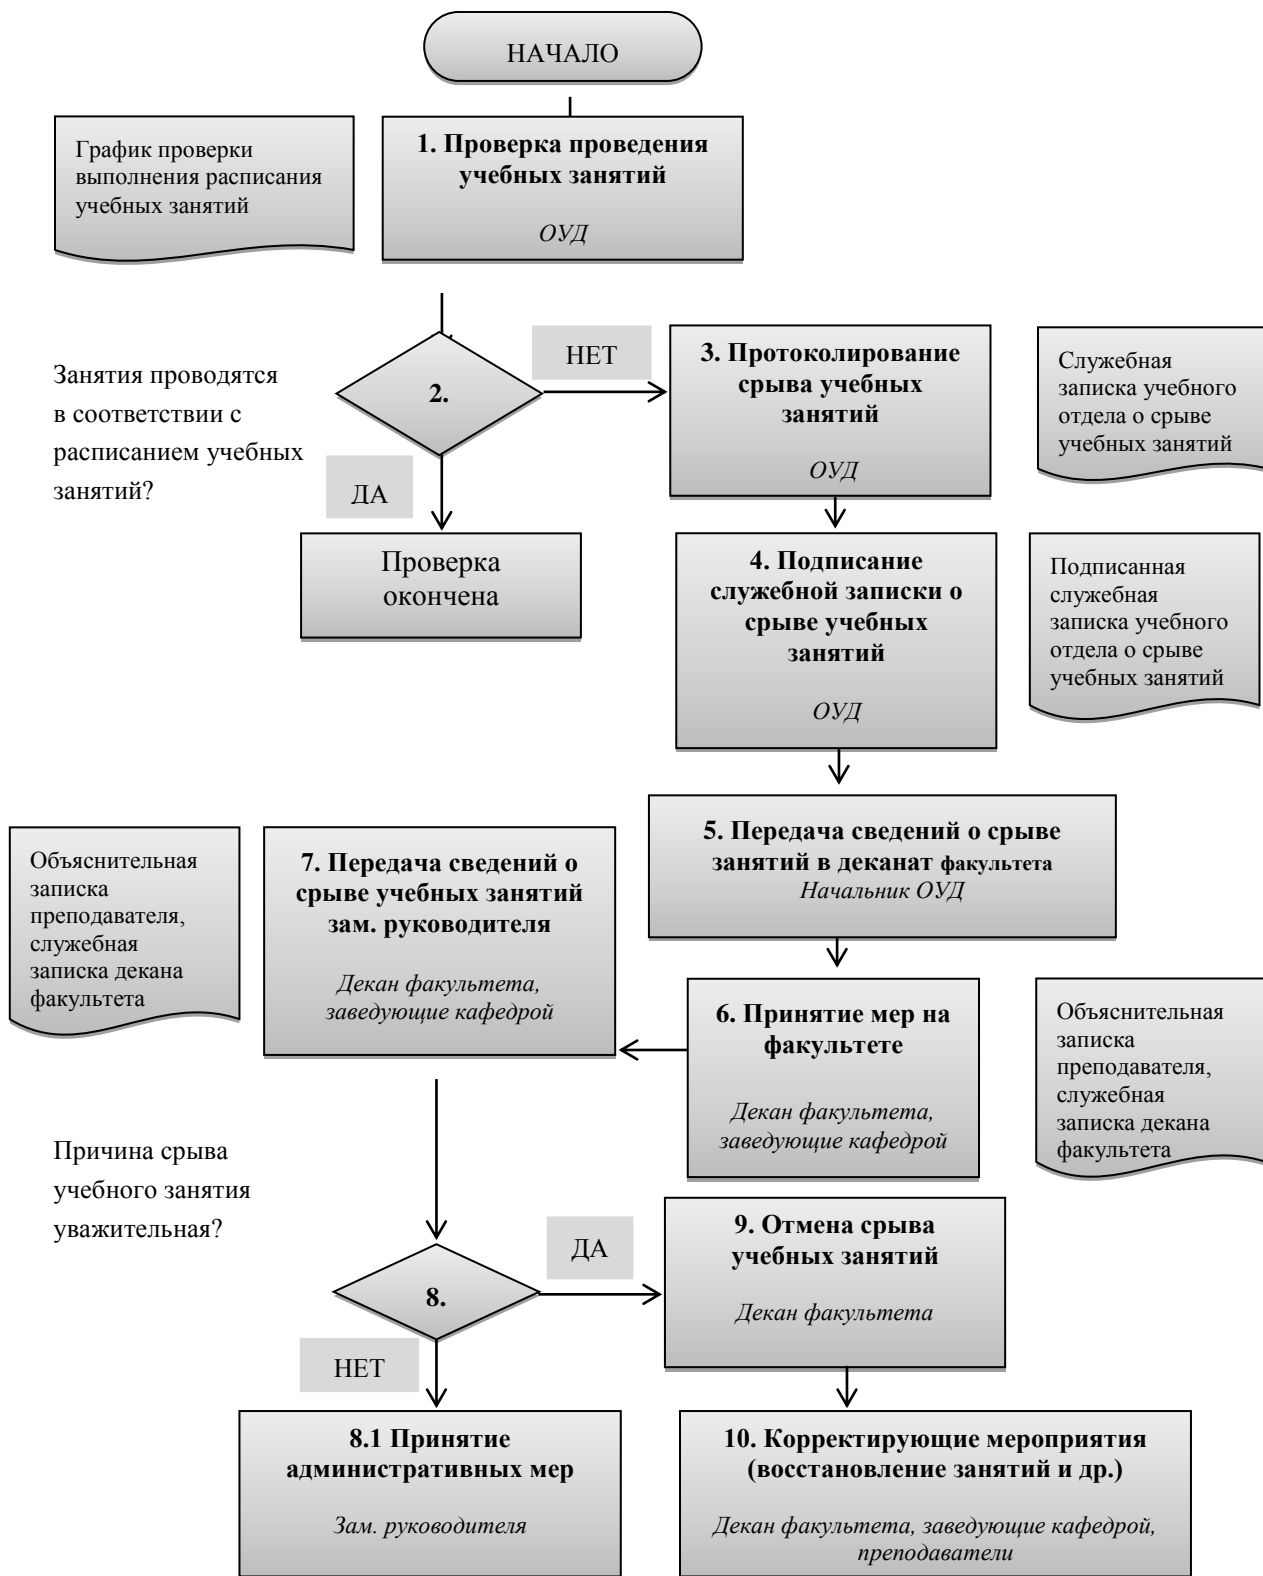 НАЧАЛО
График проверки
выполнения расписания
учебных занятий
1. Проверка проведения
учебных занятий
ОУД
Занятия проводятся
в соответствии с
расписанием учебных
занятий?
2.
НЕТ
ДА
Проверка
окончена
3. Протоколирование
срыва учебных
занятий
ОУД
Служебная
записка учебного
отдела о срыве
учебных занятий
4. Подписание
служебной записки о
срыве учебных
занятий
ОУД
Подписанная
служебная
записка учебного
отдела о срыве
учебных занятий
5. Передача сведений о срыве
занятий в деканат факультета
Начальник ОУД
6. Принятие мер на
факультете
Декан факультета,
заведующие кафедрой
Объяснительная
записка
преподавателя,
служебная
записка декана
факультета
7. Передача сведений о
срыве учебных занятий
зам. руководителя
Декан факультета,
заведующие кафедрой
Объяснительная
записка
преподавателя,
служебная
записка декана
факультета
Причина срыва
учебного занятия
уважительная?
8.
ДА
НЕТ
9. Отмена срыва
учебных занятий
Декан факультета
8.1 Принятие
административных мер
Зам. руководителя
10. Корректирующие мероприятия
(восстановление занятий и др.)
Декан факультета, заведующие кафедрой,
преподаватели